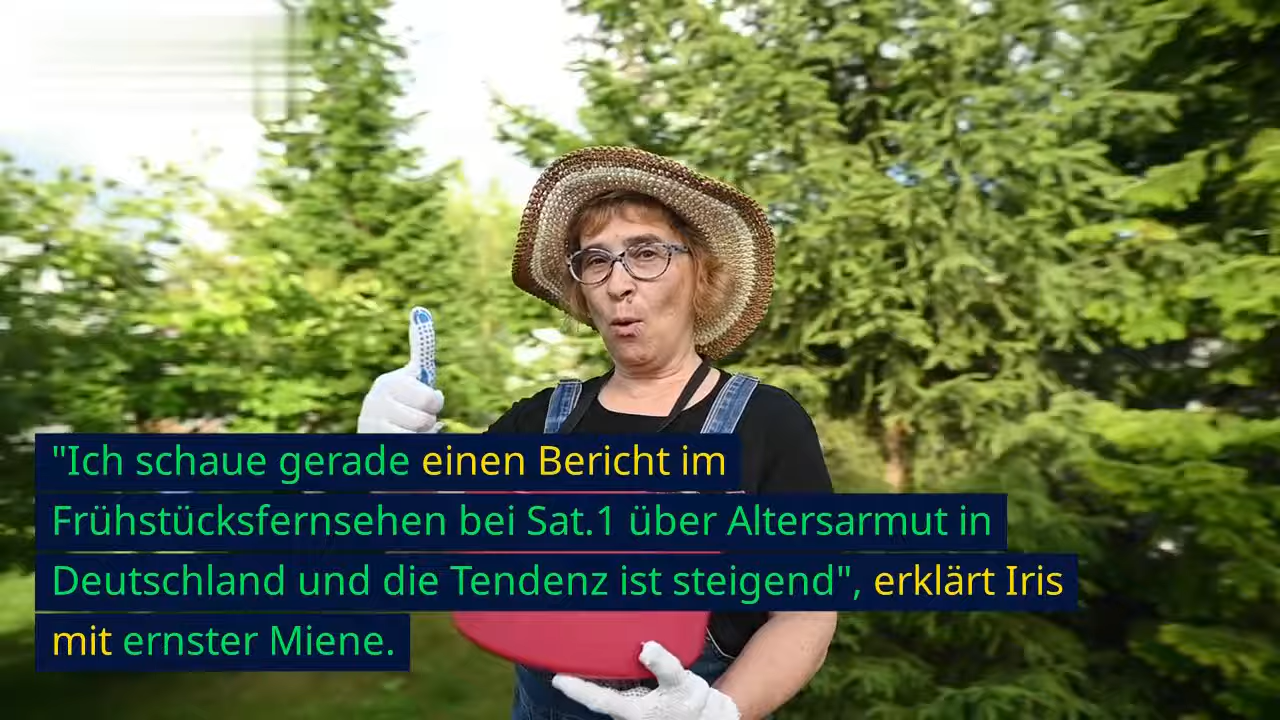 "Ich schaue gerade einen Bericht im
Frühstücksfernsehen bei Sat.1 über Altersarmut in
Deutschland und die Tendenz ist steigend", erklärt Iris
mit ernster Miene.